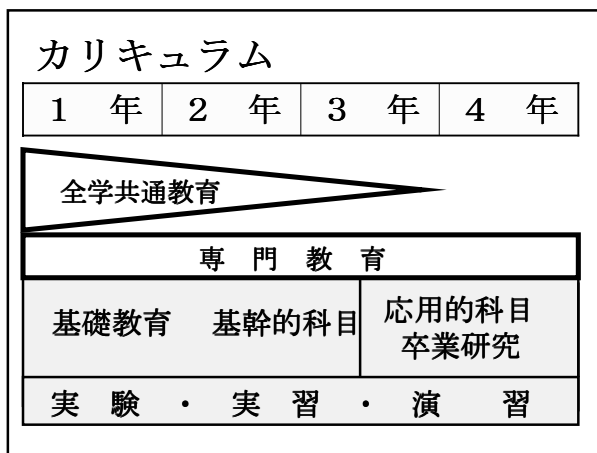 カリキュラム
１年 ２年 ３年 ４年
全学共通教育
専門教育
基礎教育 基幹的科目 応用的科目
卒業研究
実験・実習・演習